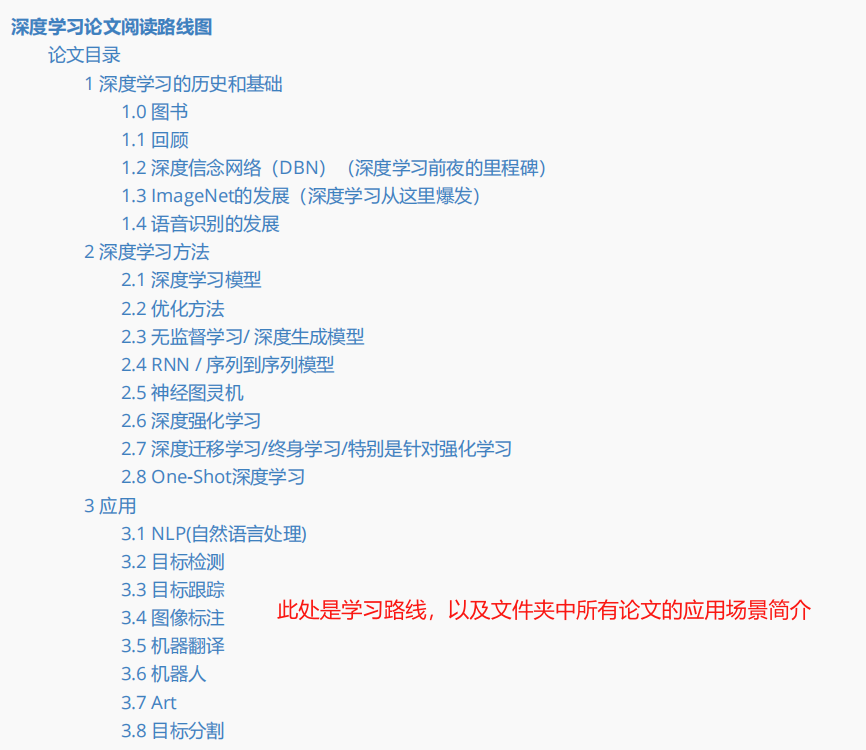 深度学习论文阅读路线图
论文目录
1 深度学习的历史和基础
1.0 图书
1.1 回顾
1.2 深度信念网络（DBN）（深度学习前夜的里程碑）
1.3 ImageNet的发展（深度学习从这里爆发）
1.4 语音识别的发展
2 深度学习方法
2.1 深度学习模型
2.2 优化方法
2.3 无监督学习/ 深度生成模型
2.4 RNN / 序列到序列模型
2.5 神经图灵机
2.6 深度强化学习
2.7 深度迁移学习/终身学习/特别是针对强化学习
2.8 One-Shot深度学习
3 应用
3.1 NLP(自然语言处理)
3.2 目标检测
3.3 目标跟踪
3.4 图像标注
此处是学习路线，以及文件夹中所有论文的应用场景简介
3.5 机器翻译
3.6 机器人
3.7 Art
3.8 目标分割